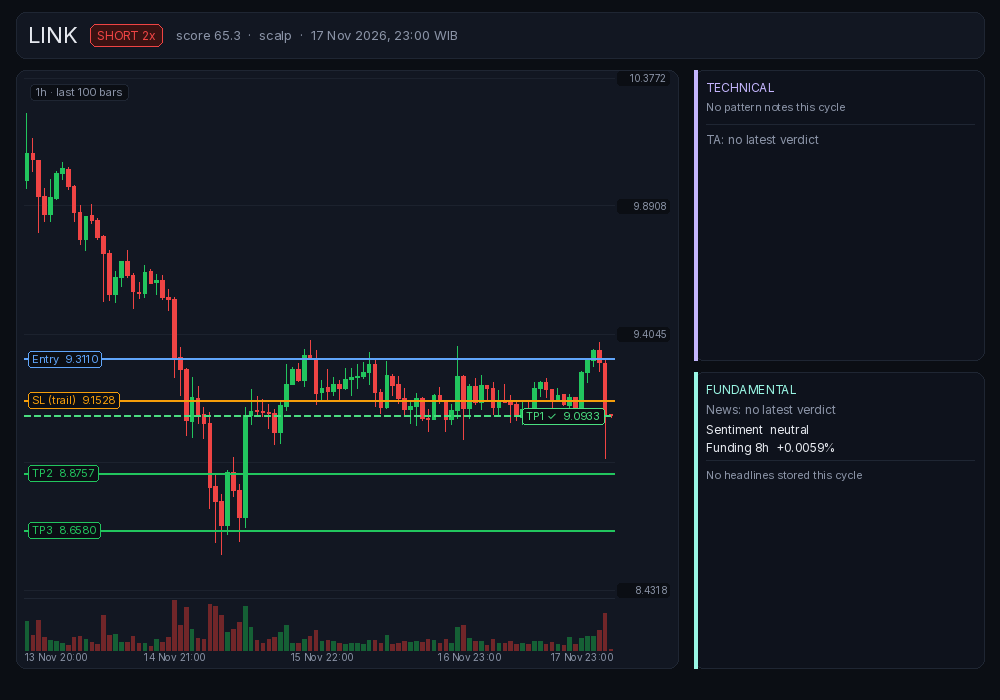 LINK SHORT 2x score 65.3 · scalp · 17 Nov 2026, 23:00 WIB
1h · last 100 bars
10.3772
9.8908
9.4045
8.4318
Entry 9.3110
SL (trail) 9.1528
TP1 ✓ 9.0933
TP2 8.8757
TP3 8.6580
13 Nov 20:00 14 Nov 21:00 15 Nov 22:00 16 Nov 23:00 17 Nov 23:00
TECHNICAL
No pattern notes this cycle
TA: no latest verdict
FUNDAMENTAL
News: no latest verdict
Sentiment neutral
Funding 8h +0.0059%
No headlines stored this cycle